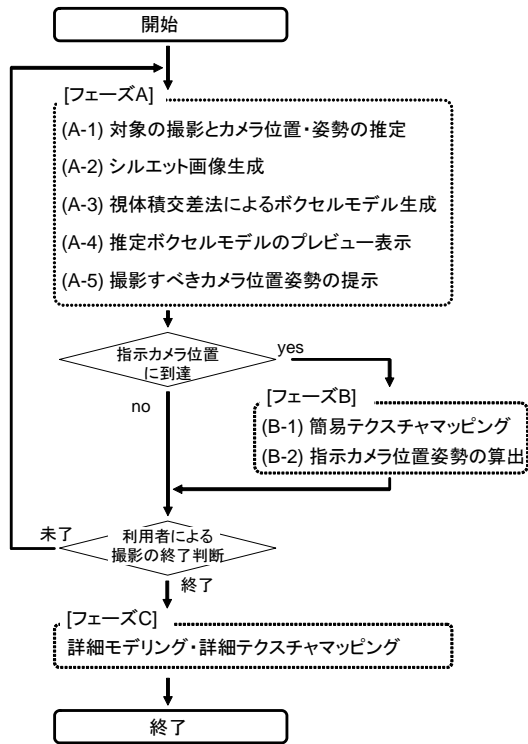 開始
[フェーズA]
(A-1) 対象の撮影とカメラ位置・姿勢の推定
(A-2) シルエット画像生成
(A-3) 視体積交差法によるボクセルモデル生成
(A-4) 推定ボクセルモデルのプレビュー表示
(A-5) 撮影すべきカメラ位置姿勢の提示
指示カメラ位置
に到達
yes
no
[フェーズB]
(B-1) 簡易テクスチャマッピング
(B-2) 指示カメラ位置姿勢の算出
未了
利用者による
撮影の終了判断
終了
[フェーズC]
詳細モデリング・詳細テクスチャマッピング
終了